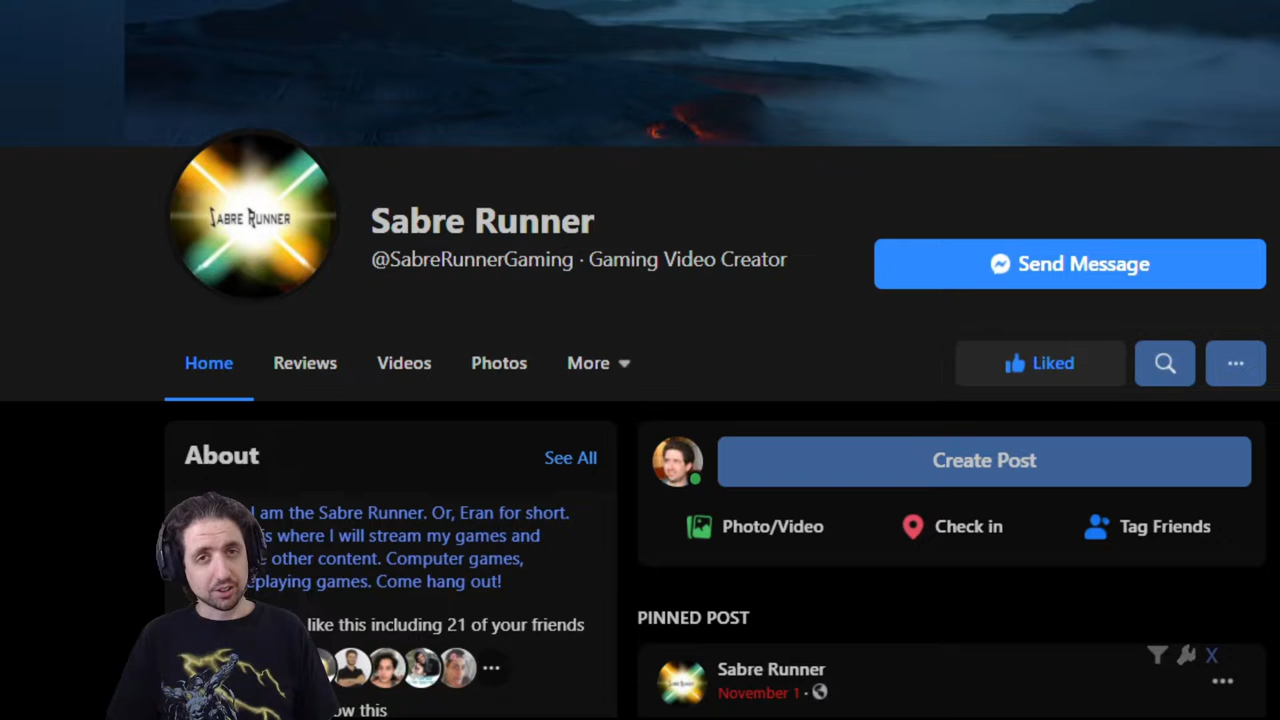 SABRE RUNNER
Sabre Runner
@SabreRunnerGaming · Gaming Video Creator
Send Message
Home Reviews Videos Photos More
Liked
About See All
am the Sabre Runner. Or, Eran for short.
where I will stream my games and
other content. Computer games,
games. Come hang out!
like this including 21 of your friends
this
Create Post
Photo/Video Check in Tag Friends
PINNED POST
Sabre Runner
November 1 ·